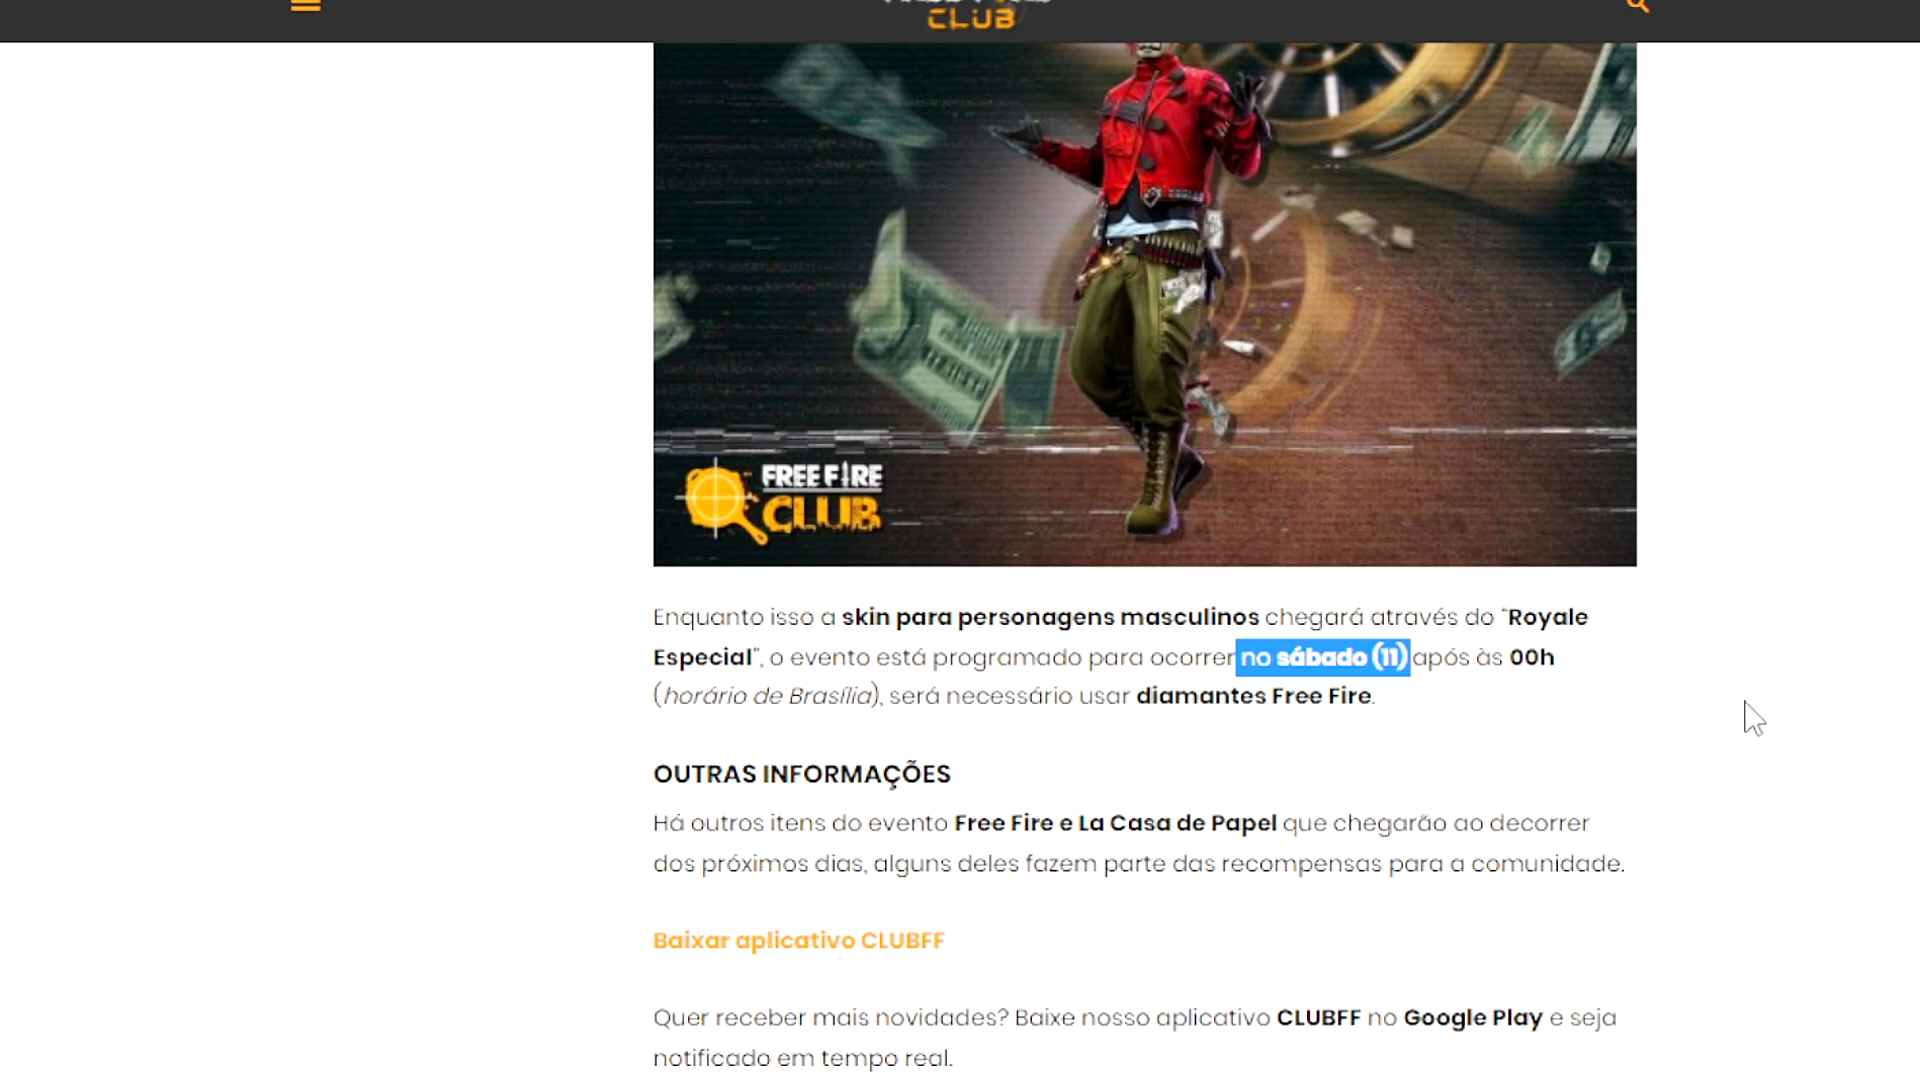 CLUB
FREE FIRE
CLUB
Enquanto isso a skin para personagens masculinos chegará através do “Royale
Especial”, o evento está programado para ocorrer no sábado (11) após às 00h
(horário de Brasília), será necessário usar diamantes Free Fire.
OUTRAS INFORMAÇÕES
Há outros itens do evento Free Fire e La Casa de Papel que chegarão ao decorrer
dos próximos dias, alguns deles fazem parte das recompensas para a comunidade.
Baixar aplicativo CLUBFF
Quer receber mais novidades? Baixe nosso aplicativo CLUBFF no Google Play e seja
notificado em tempo real.